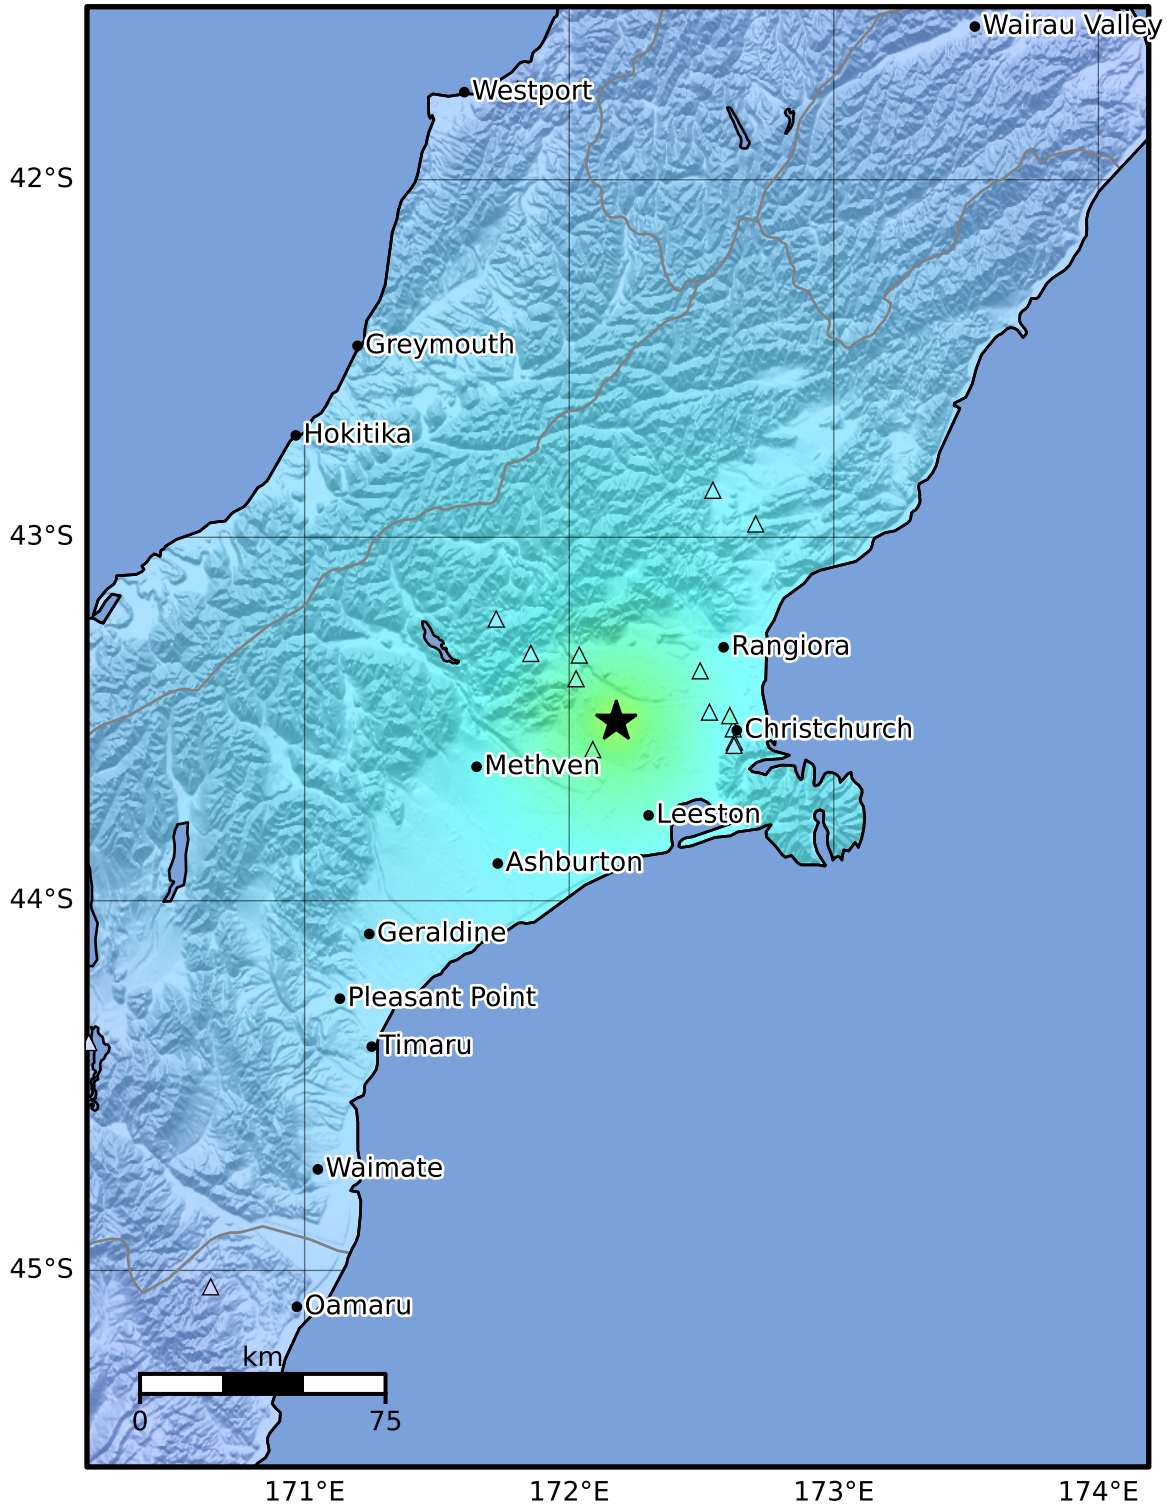 Wairau Valley
Westport
42°S
Greymouth
Hokitika
43°S
Rangiora
Christchurch
Methven
Leeston
Ashburton
44°S
Geraldine
Pleasant Point
Timaru
Waimate
45°S
Oamaru
km
0 75
171°E 172°E 173°E 174°E